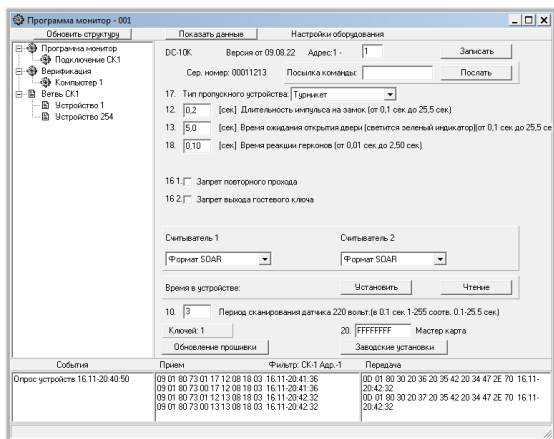 Программа монитор - 001
Обновить структуру
Показать данные
Настройки оборудования
Программа монитор
Подключение СК1
Верификация
Компьютер 1
Ветвь СК1
Устройство 1
Устройство 254
DC-10K Версия от 09.08.22 Адрес:1 - 1 Записать
Сер. номер: 00011213 Посылка команды: Послать
17. Тип пропускного устройства: Турникет
12. 0,2 [сек] Длительность импульса на замок (от 0,1 сек до 25,5 сек)
13. 5,0 [сек] Время ожидания открытия двери (светится зеленый индикатор)(от 0,1 сек до 25,5 се
18. 0,10 [сек] Время реакции герконов (от 0,01 сек до 2,50 сек)
16 1. Запрет повторного прохода
16 2. Запрет выхода гостевого ключа
Считыватель 1 Считыватель 2
Формат SOAR Формат SOAR
Время в устройстве: Установить Чтение
10. 3 Период сканирования датчика 220 вольт.(в 0.1 сек 1-255 соотв. 0.1-25.5 сек)
Ключей: 1 20. FFFFFFFF Мастер карта
Обновление прошивки Заводские установки
События
Опрос устройств 16.11-20:40:50
Прием Фильтр: СК-1 Адр.-1
09 01 80 73 01 17 12 08 18 03 16.11-20:41:36
09 01 80 73 00 17 12 08 18 03 16.11-20:41:36
09 01 80 73 01 12 13 08 18 03 16.11-20:42:32
09 01 80 73 00 13 13 08 18 03 16.11-20:42:32
Передача
0D 01 80 30 20 36 20 35 42 20 34 47 2E 70 16.11-
20:42:32
0D 01 80 30 20 37 20 35 42 20 34 47 2E 70 16.11-
20:42:32